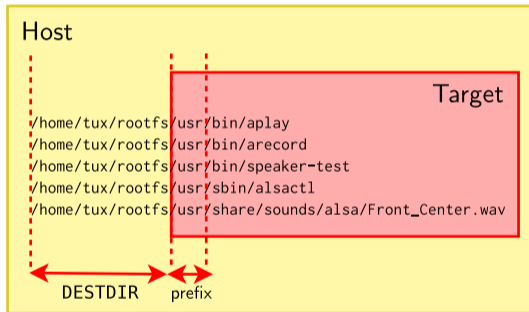 Host
Target
/home/tux/rootfs/usr/bin/aplay
/home/tux/rootfs/usr/bin/arecord
/home/tux/rootfs/usr/bin/speaker-test
/home/tux/rootfs/usr/sbin/alsactl
/home/tux/rootfs/usr/share/sounds/alsa/Front_Center.wav
DESTDIR prefix